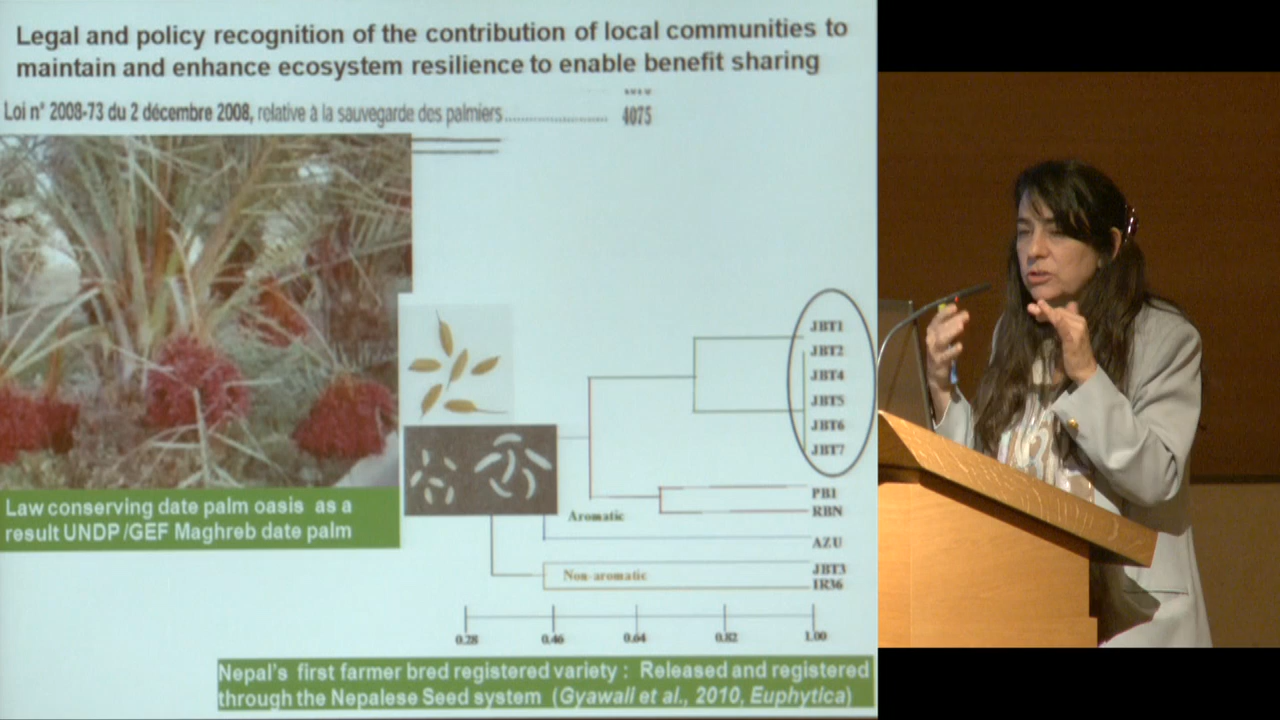 Legal and policy recognition of the contribution of local communities to
maintain and enhance ecosystem resilience to enable benefit sharing
Loi n° 2008-73 du 2 décembre 2008, relative à la sauvegarde des palmiers ........................ 4075
JBT1
JBT2
JBT4
JBT5
JBT6
JBT7
PB1
Aromatic
RBN
AZU
JBT3
Non-aromatic
IR36
0.28 0.46 0.64 0.82 1.00
Law conserving date palm oasis as a
result UNDP /GEF Maghreb date palm
Nepal's first farmer bred registered variety : Released and registered
through the Nepalese Seed system (Gyawall et al., 2010, Euphytica)